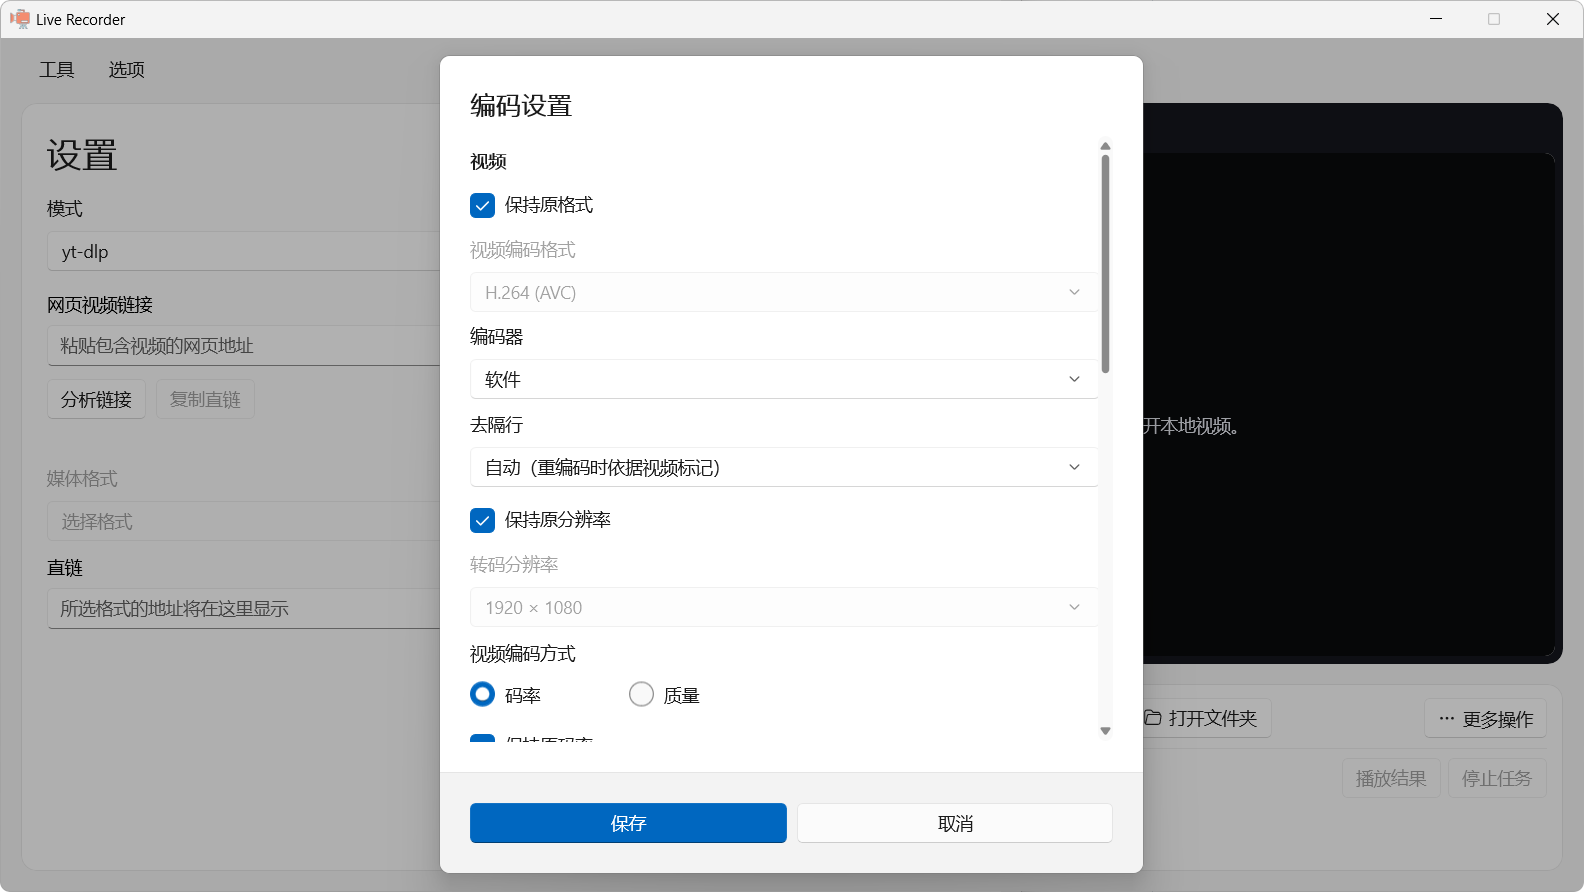 Live Recorder
工具
选项
设置
模式
yt-dlp
网页视频链接
粘贴包含视频的网页地址
分析链接
复制直链
媒体格式
选择格式
直链
所选格式的地址将在这里显示
编码设置
视频
保持原格式
视频编码格式
H.264 (AVC)
编码器
软件
去隔行
自动（重编码时依据视频标记）
保持原分辨率
转码分辨率
1920 × 1080
视频编码方式
码率
质量
保持原码率
保存
取消
开本地视频。
打开文件夹
更多操作
播放结果
停止任务